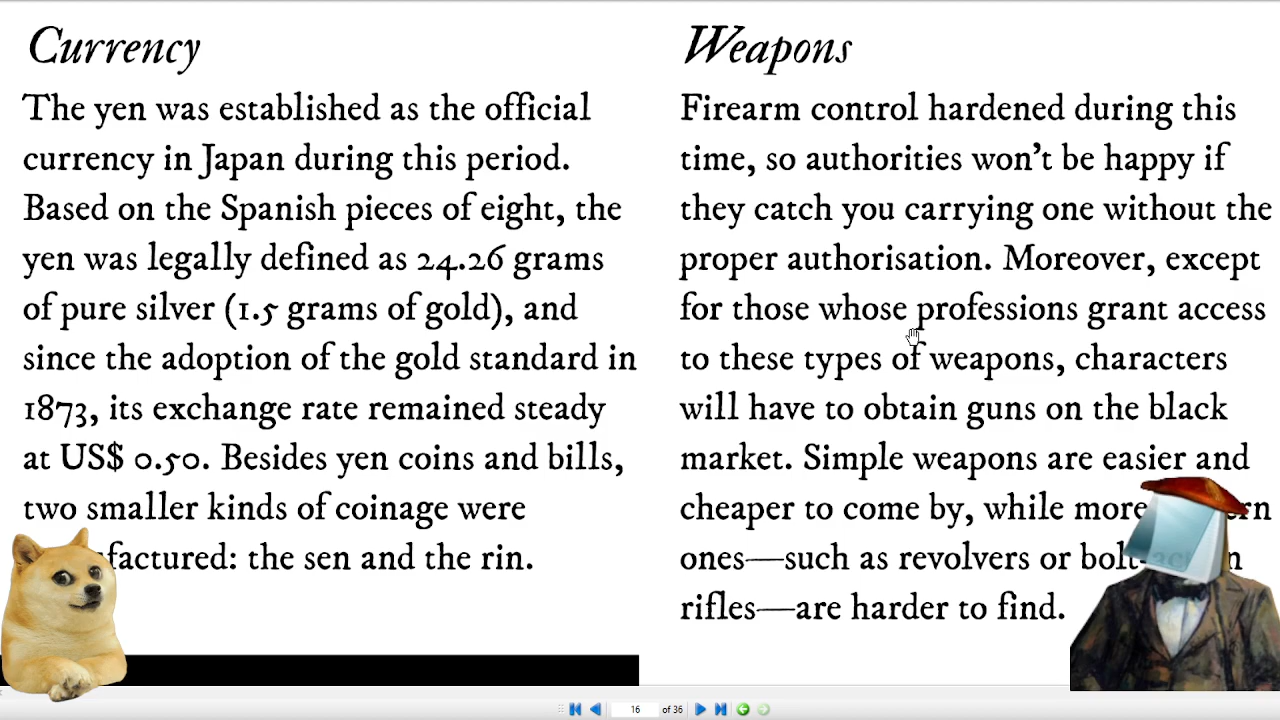 Currency
The yen was established as the official
currency in Japan during this period.
Based on the Spanish pieces of eight, the
yen was legally defined as 24.26 grams
of pure silver (1.5 grams of gold), and
since the adoption of the gold standard in
1873, its exchange rate remained steady
at US$ 0.50. Besides yen coins and bills,
two smaller kinds of coinage were
factured: the sen and the rin.
Weapons
Firearm control hardened during this
time, so authorities won't be happy if
they catch you carrying one without the
proper authorisation. Moreover, except
for those whose professions grant access
to these types of weapons, characters
will have to obtain guns on the black
market. Simple weapons are easier and
cheaper to come by, while more
ones—such as revolvers or bolt-action
rifles—are harder to find.
16 of 36